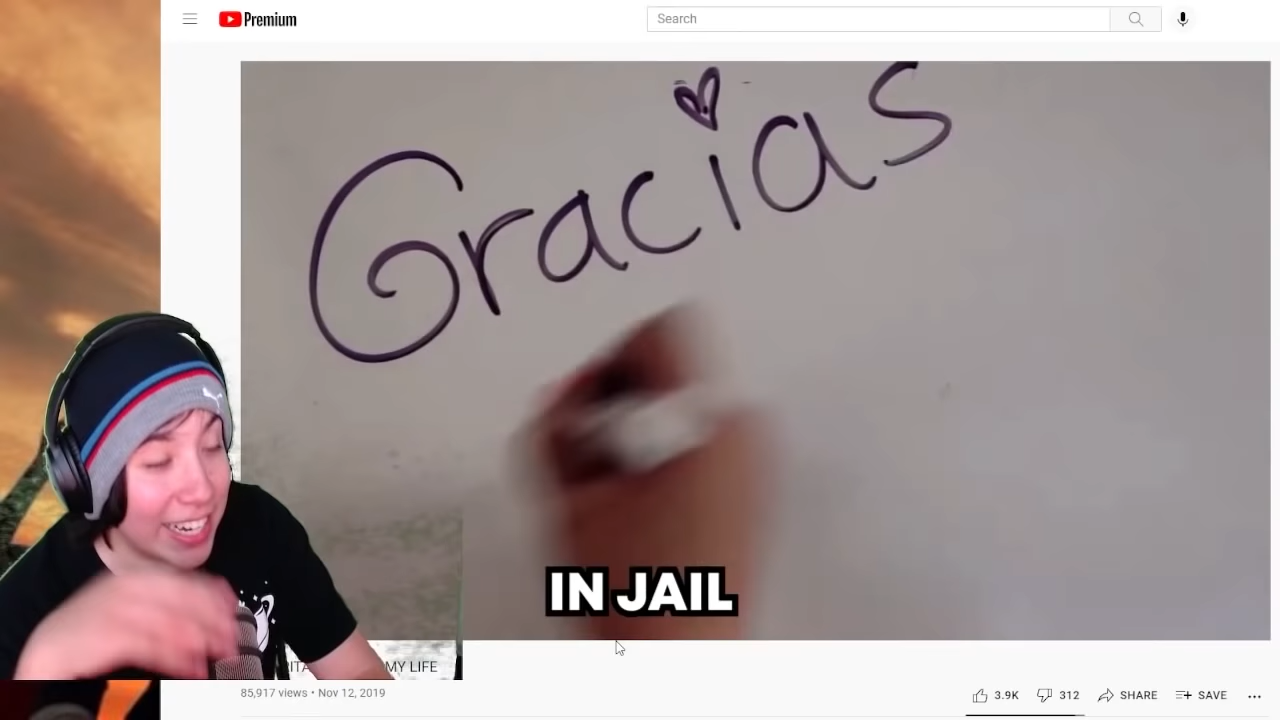 Premium
Search
Gracias
IN JAIL
MY LIFE
85,917 views • Nov 12, 2019
3.9K
312
SHARE
SAVE